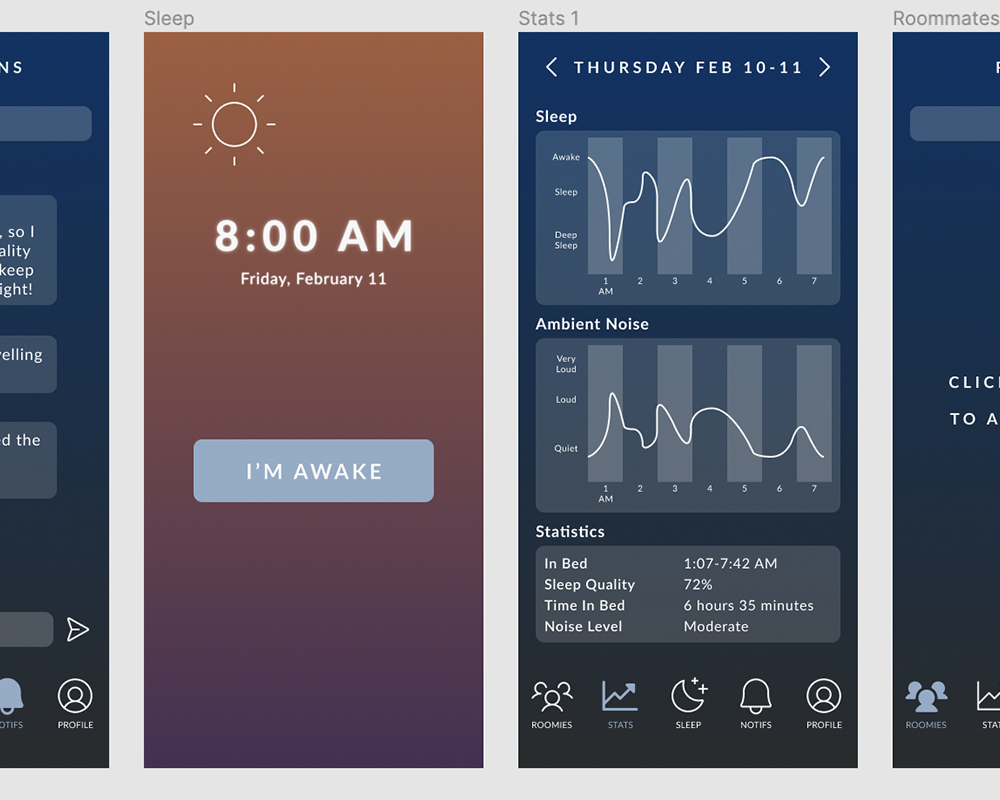 Sleep
Stats 1
Roommates
NS
, so I
ality
keep
ight!
velling
ed the
OTIFS
PROFILE
8:00 AM
Friday, February 11
I'M AWAKE
THURSDAY FEB 10-11
Sleep
Awake
Sleep
Deep
Sleep
1 2 3 4 5 6 7
AM
Ambient Noise
Very
Loud
Loud
Quiet
1 2 3 4 5 6 7
AM
Statistics
In Bed 1:07-7:42 AM
Sleep Quality 72%
Time In Bed 6 hours 35 minutes
Noise Level Moderate
ROOMIES STATS SLEEP NOTIFS PROFILE
CLIC
TO A
ROOMIES STAT